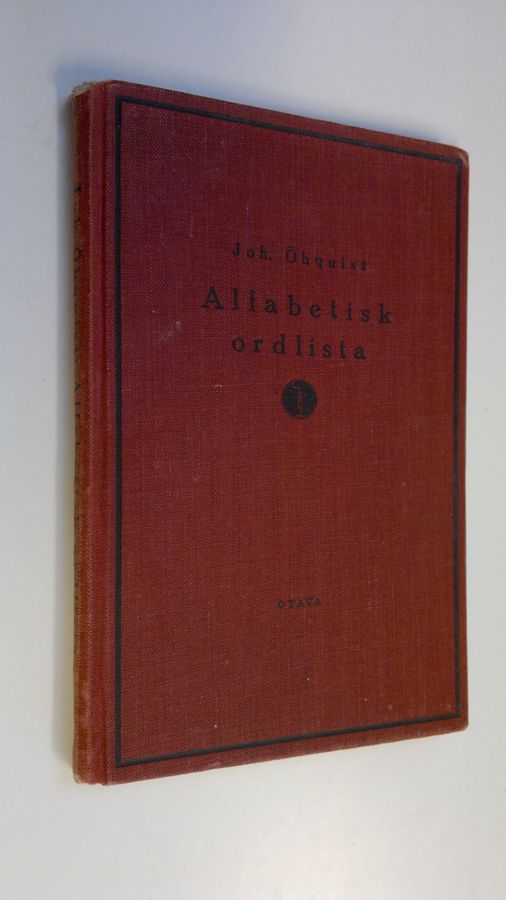 Joh. Öhquist
Alfabetisk
ordlista
OTAVA